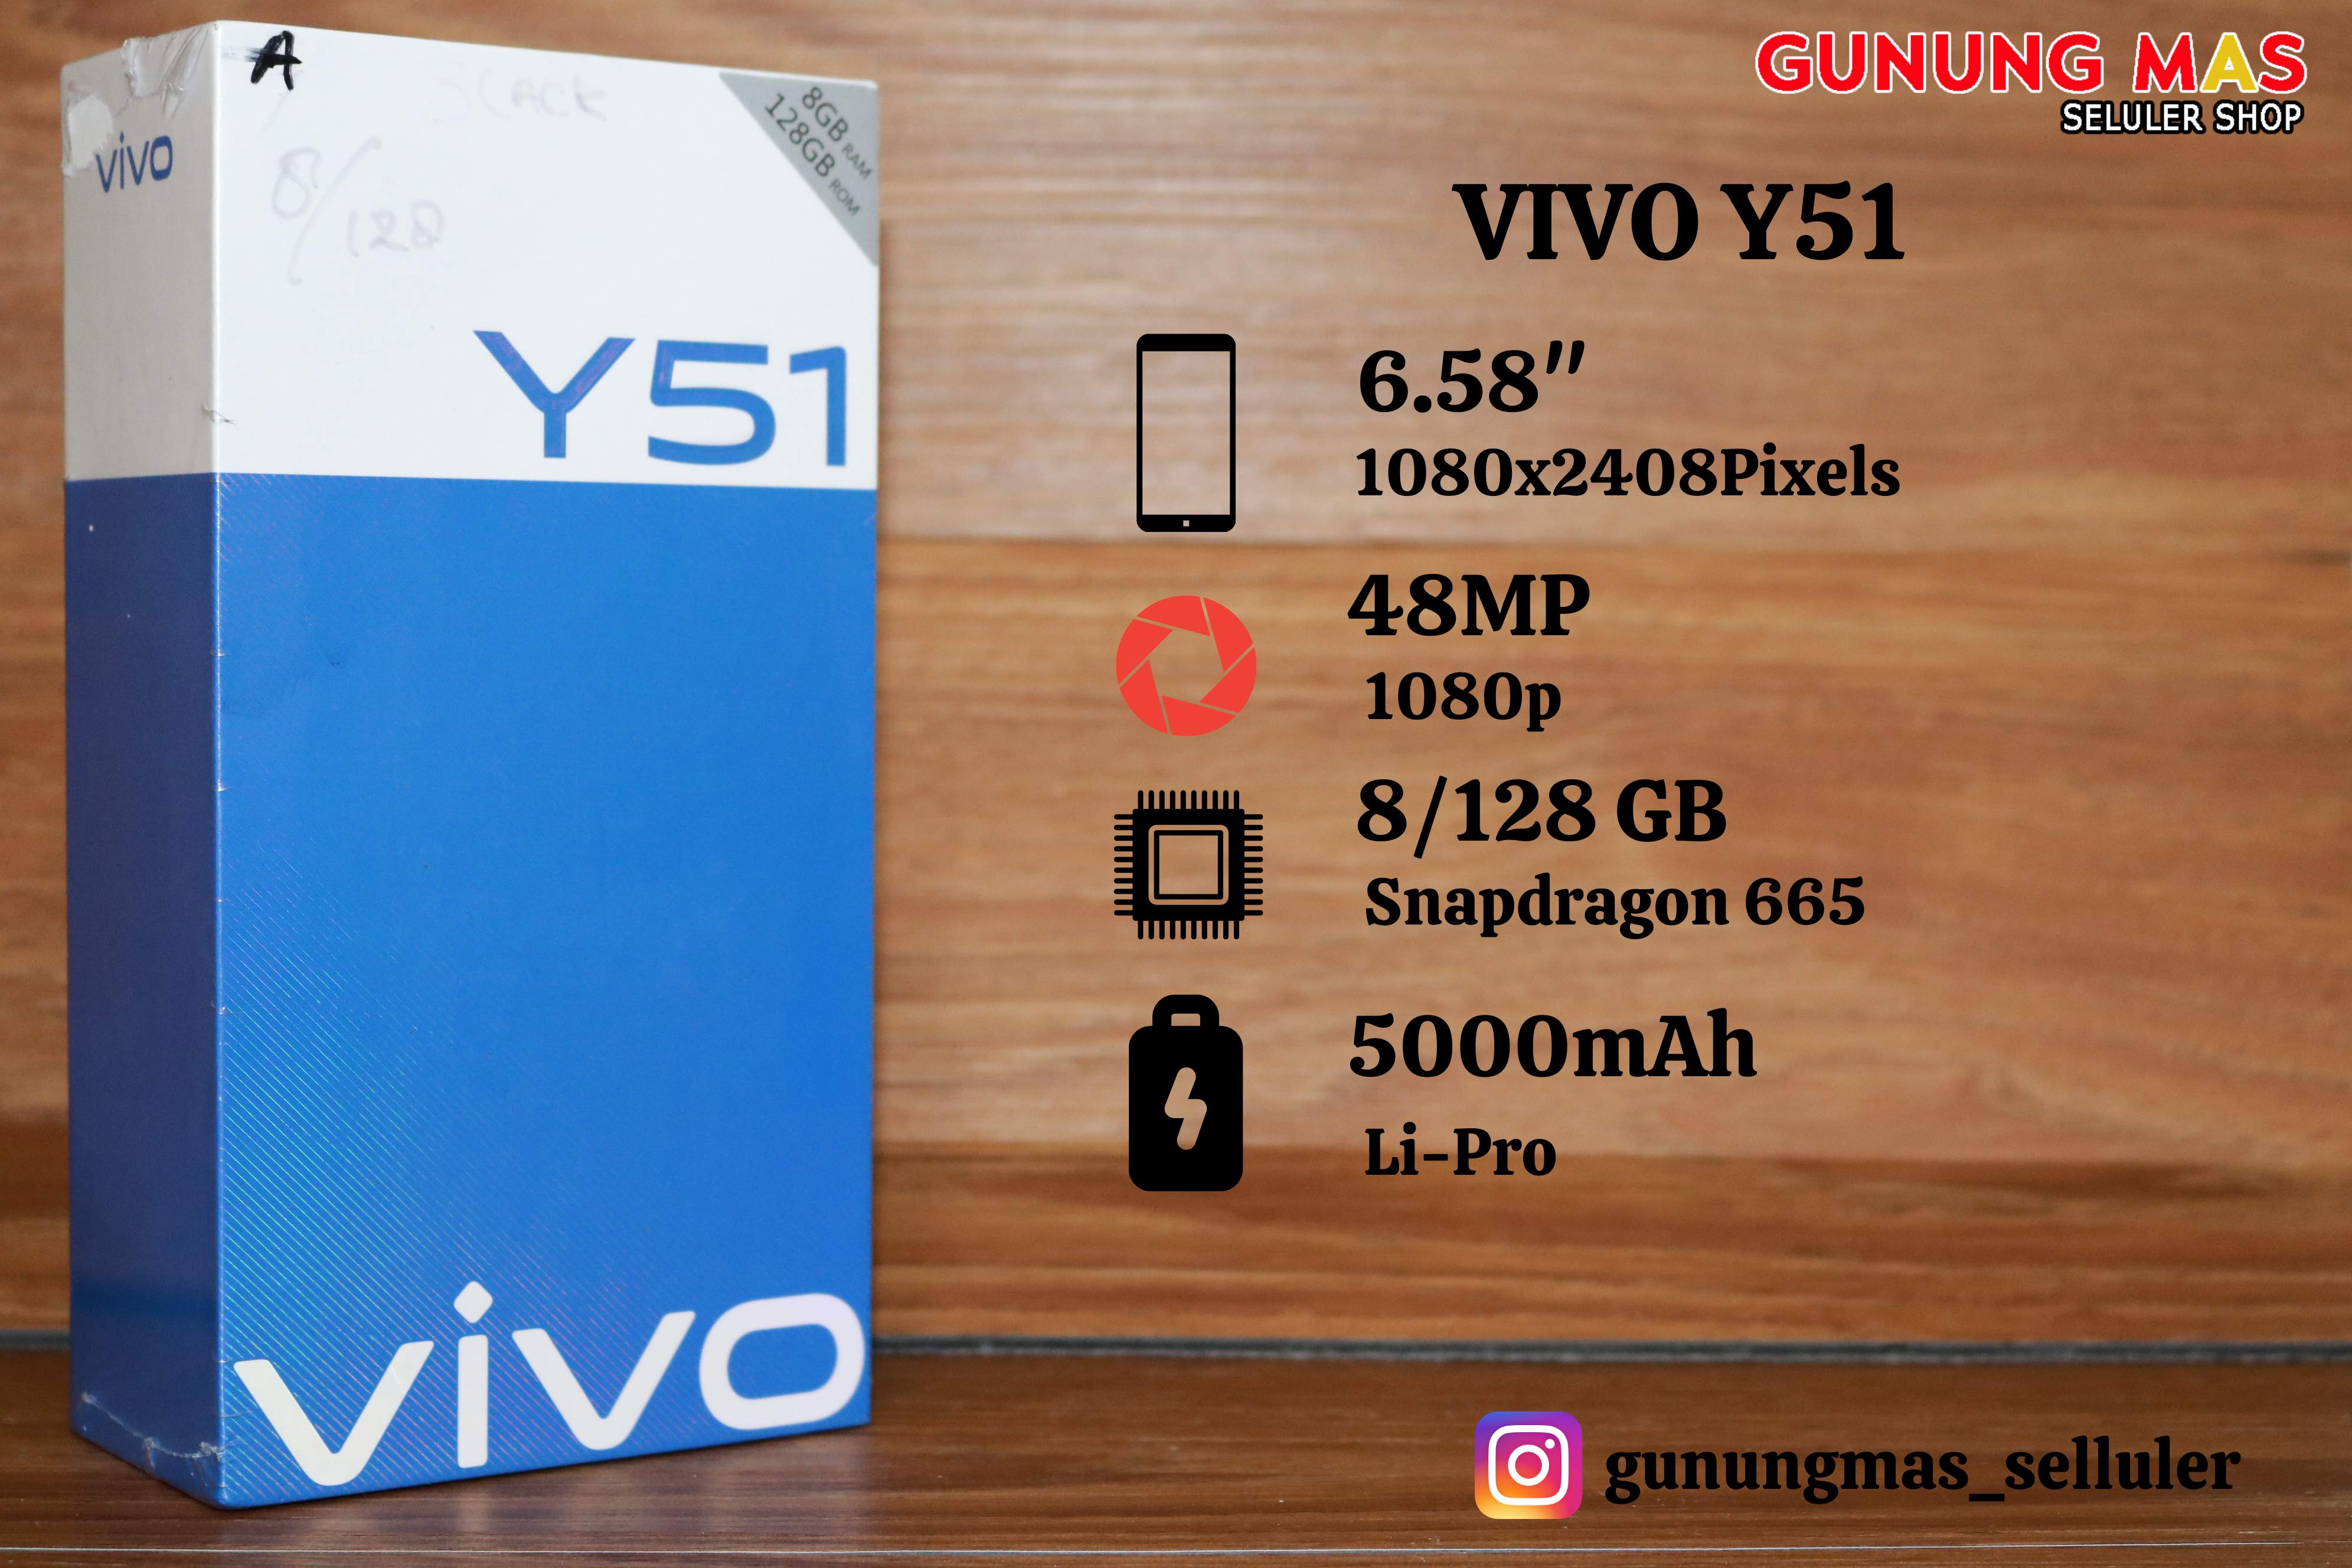 A
BLACK
8/128
vivo
8GB RAM
128GB ROM
Y51
vivo
GUNUNG MAS
SELULER SHOP
VIVO Y51
6.58"
1080x2408Pixels
48MP
1080p
8/128 GB
Snapdragon 665
5000mAh
Li-Pro
gunungmas_selluler